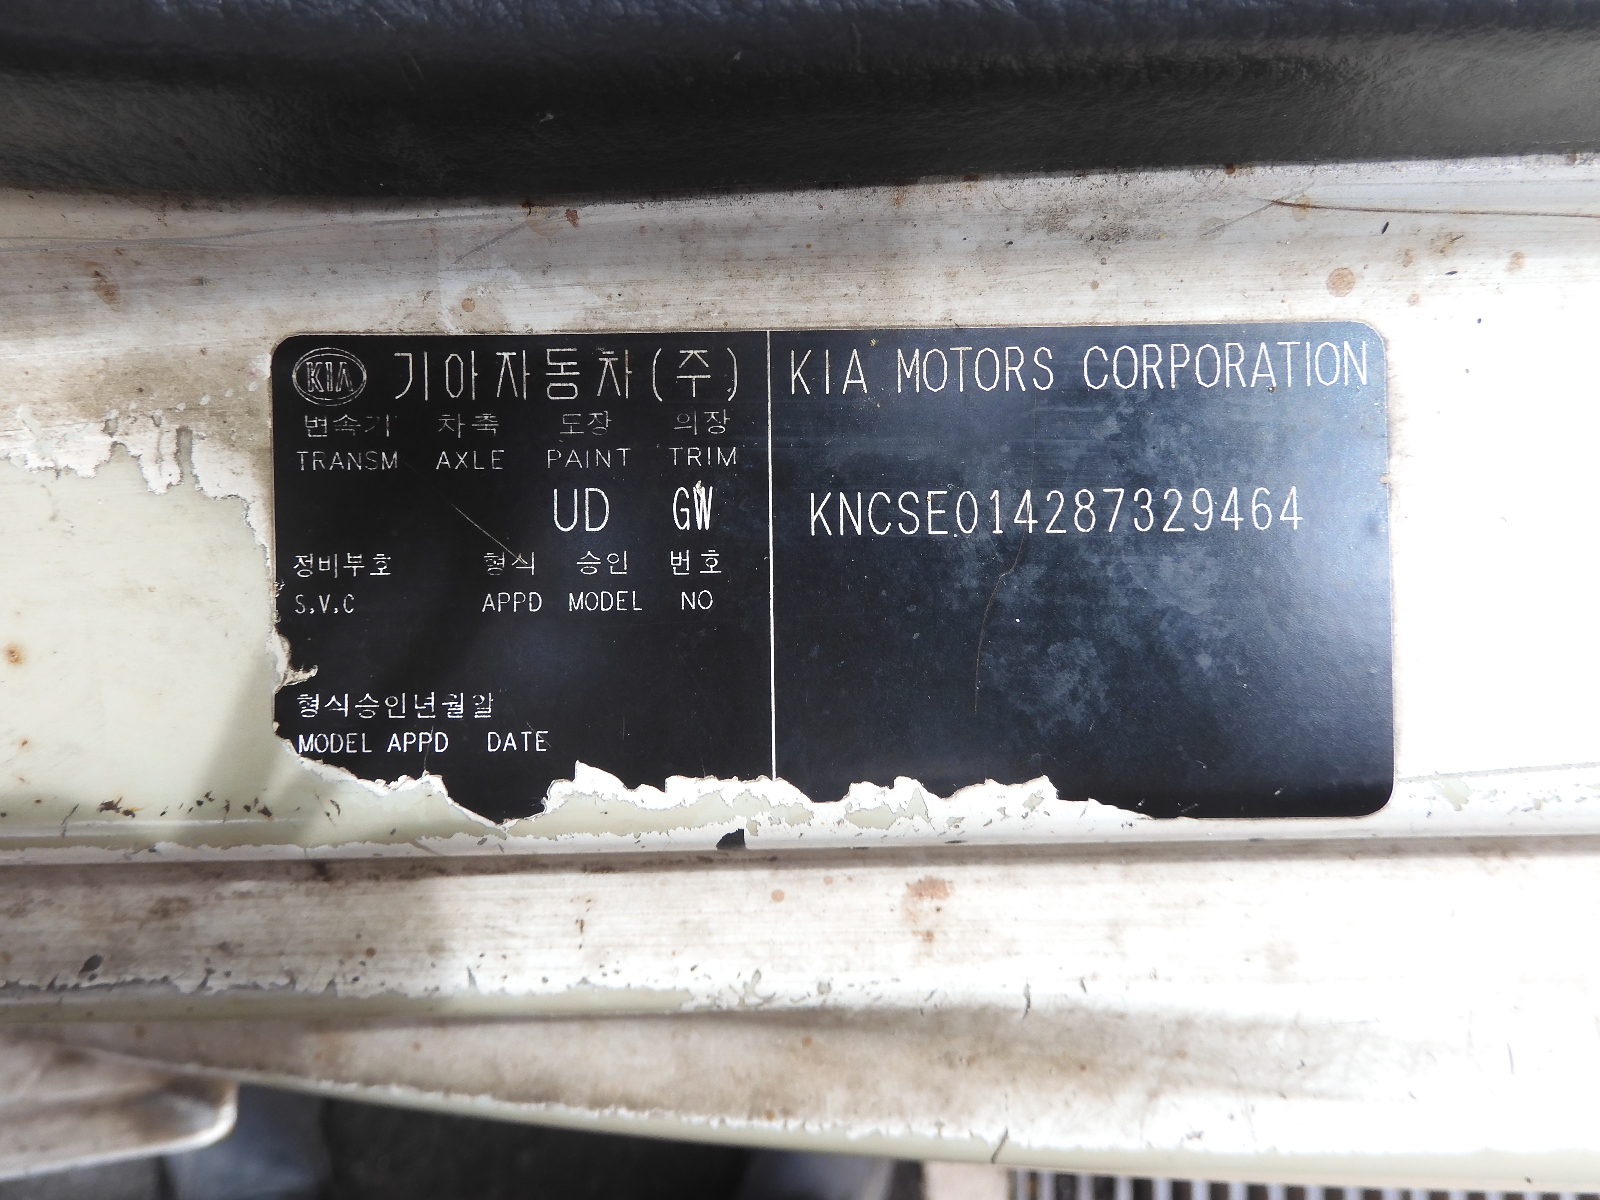 KIA 기아자동차(주) KIA MOTORS CORPORATION
변속기 차축 도장 의장
TRANSM AXLE PAINT TRIM
UD GW
KNCSE014287329464
정비부호 형식 승인 번호
S.V.C APPD MODEL NO
형식승인년월일
MODEL APPD DATE